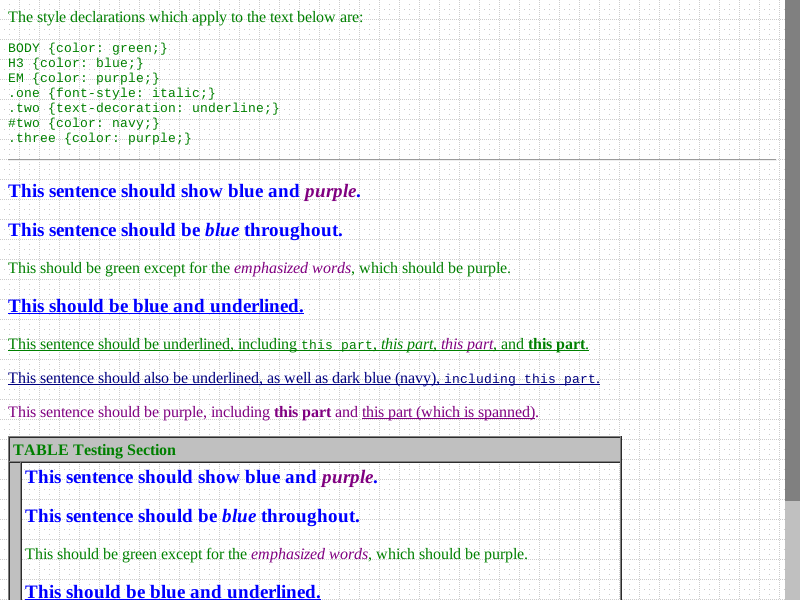 The style declarations which apply to the text below are:
BODY {color: green;}
H3 {color: blue;}
EM {color: purple;}
.one {font-style: italic;}
.two {text-decoration: underline;}
#two {color: navy;}
.three {color: purple;}
This sentence should show blue and purple.
This sentence should be blue throughout.
This should be green except for the emphasized words, which should be purple.
This should be blue and underlined.
This sentence should be underlined, including this part, this part, this part, and this part.
This sentence should also be underlined, as well as dark blue (navy), including this part.
This sentence should be purple, including this part and this part (which is spanned).
TABLE Testing Section
This sentence should show blue and purple.
This sentence should be blue throughout.
This should be green except for the emphasized words, which should be purple.
This should be blue and underlined.